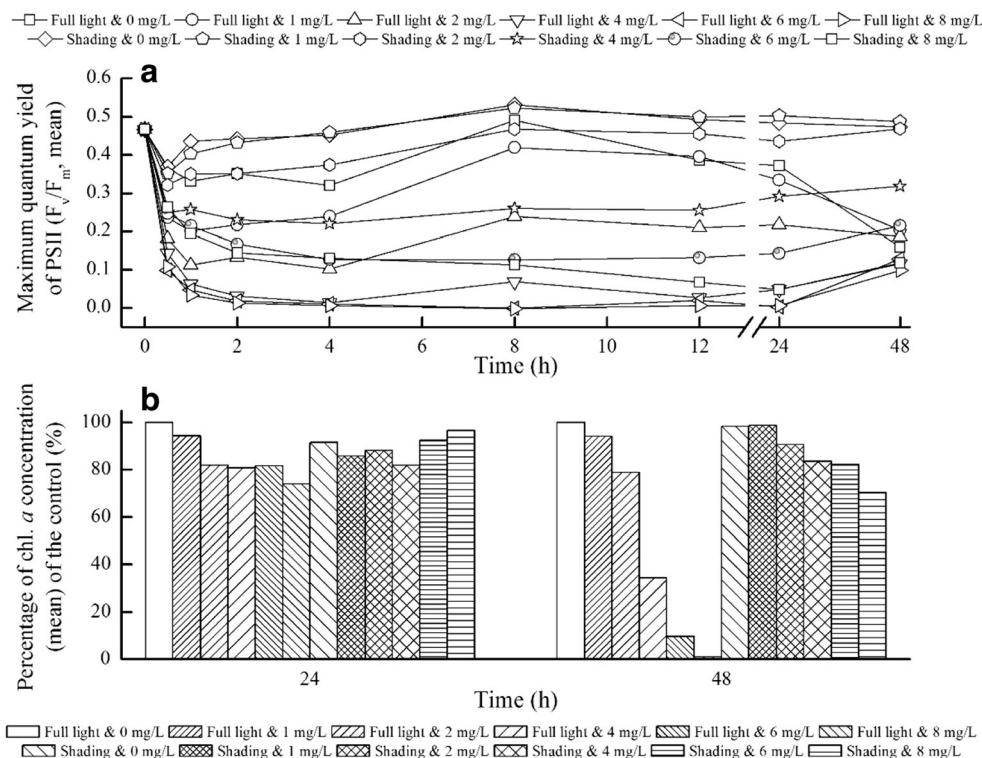 Full light & 0 mg/L Full light & 1 mg/L Full light & 2 mg/L Full light & 4 mg/L Full light & 6 mg/L Full light & 8 mg/L
Shading & 0 mg/L Shading & 1 mg/L Shading & 2 mg/L Shading & 4 mg/L Shading & 6 mg/L Shading & 8 mg/L
a
Maximum quantum yield
of PSII (Fv/Fm, mean)
0.6
0.5
0.4
0.3
0.2
0.1
0.0
0 2 4 6 8 10 12 24 48
Time (h)
b
Percentage of chl. a concentration
(mean) of the control (%)
100
80
60
40
20
0
24 48
Time (h)
Full light & 0 mg/L Full light & 1 mg/L Full light & 2 mg/L Full light & 4 mg/L Full light & 6 mg/L Full light & 8 mg/L
Shading & 0 mg/L Shading & 1 mg/L Shading & 2 mg/L Shading & 4 mg/L Shading & 6 mg/L Shading & 8 mg/L